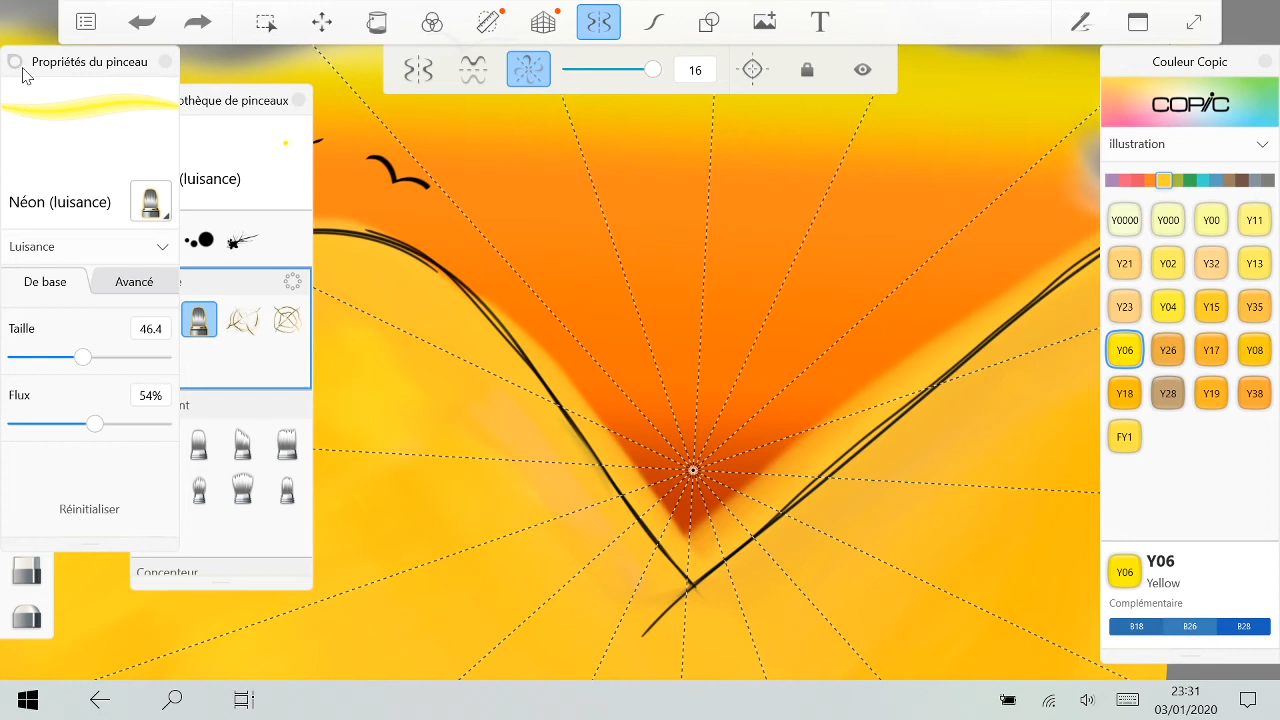 T
16
Propriétés du pinceau
othèque de pinceaux
(luisance)
Néon (luisance)
Luisance
De base
Avancé
Taille
46.4
Flux
54%
nt
Réinitialiser
Concepteur
Couleur Copic
COPIC
illustration
Y0000 Y000 Y00 Y11
Y21 Y02 Y32 Y13
Y23 Y04 Y15 Y35
Y06 Y26 Y17 Y08
Y18 Y28 Y19 Y38
FY1
Y06
Y06
Yellow
Complémentaire
B18 B26 B28
23:31
03/01/2020